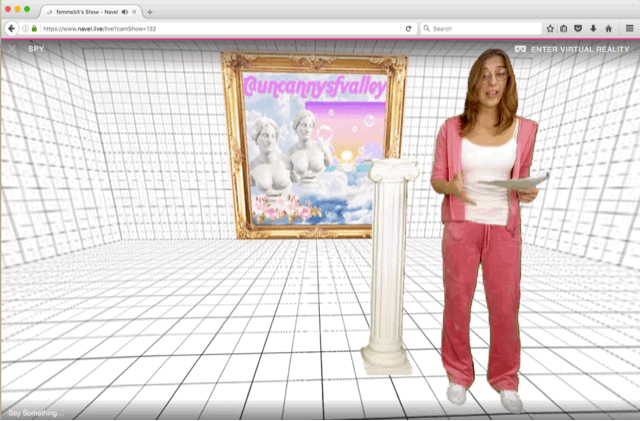 femmebit's Show - Navel
https://www.navel.live/live?camShow=132
Search
SPY
ENTER VIRTUAL REALITY
@uncannysfvalley
Say Something...